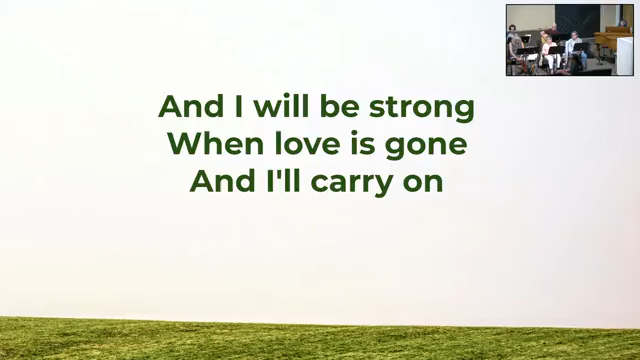 And I will be strong
When love is gone
And I'll carry on